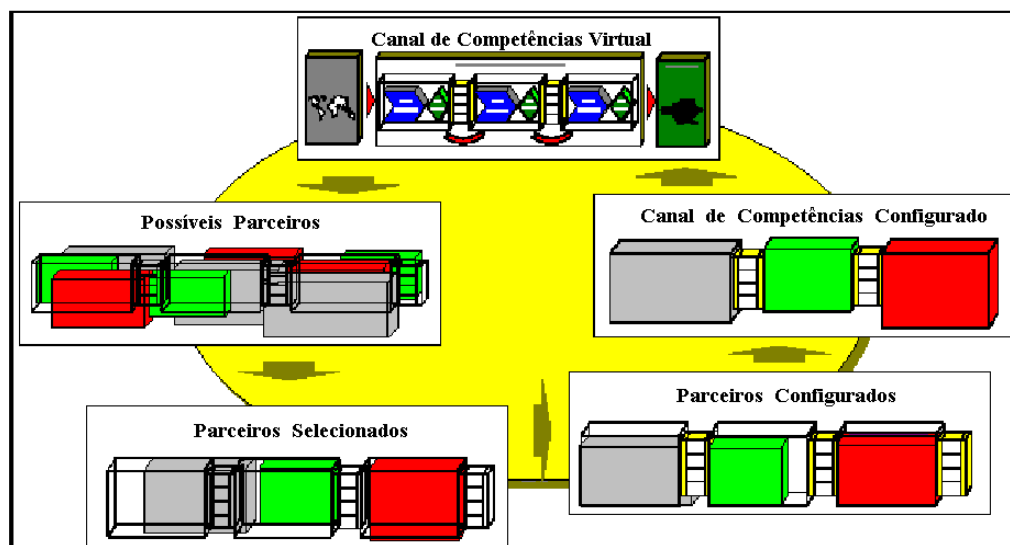 Canal de Competências Virtual
Possíveis Parceiros
Canal de Competências Configurado
Parceiros Selecionados
Parceiros Configurados